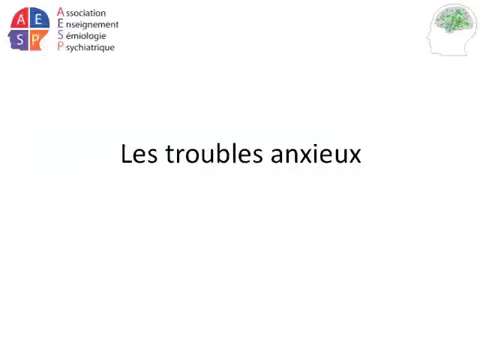 A E
S P
Association
Enseignement
Sémiologie
Psychiatrique
Les troubles anxieux